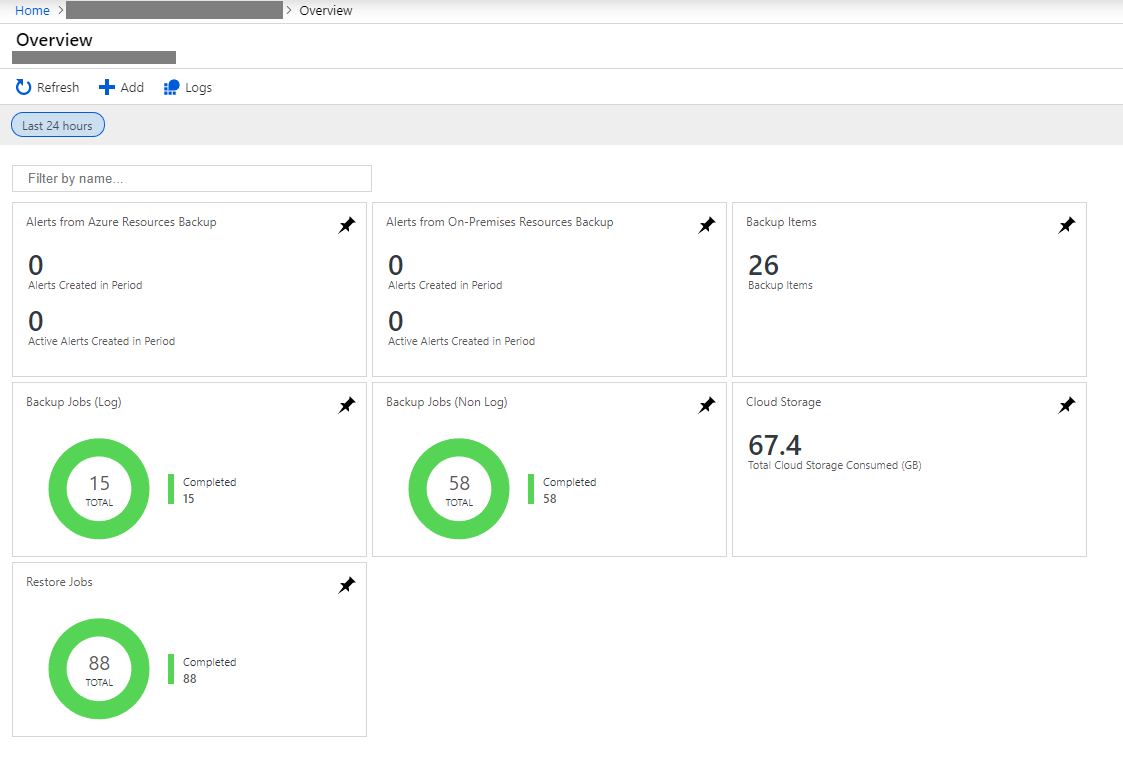 Home > > Overview
Overview
Refresh Add Logs
Last 24 hours
Filter by name...
Alerts from Azure Resources Backup
0
Alerts Created in Period
0
Active Alerts Created in Period
Alerts from On-Premises Resources Backup
0
Alerts Created in Period
0
Active Alerts Created in Period
Backup Items
26
Backup Items
Backup Jobs (Log)
15
TOTAL
Completed
15
Backup Jobs (Non Log)
58
TOTAL
Completed
58
Cloud Storage
67.4
Total Cloud Storage Consumed (GB)
Restore Jobs
88
TOTAL
Completed
88